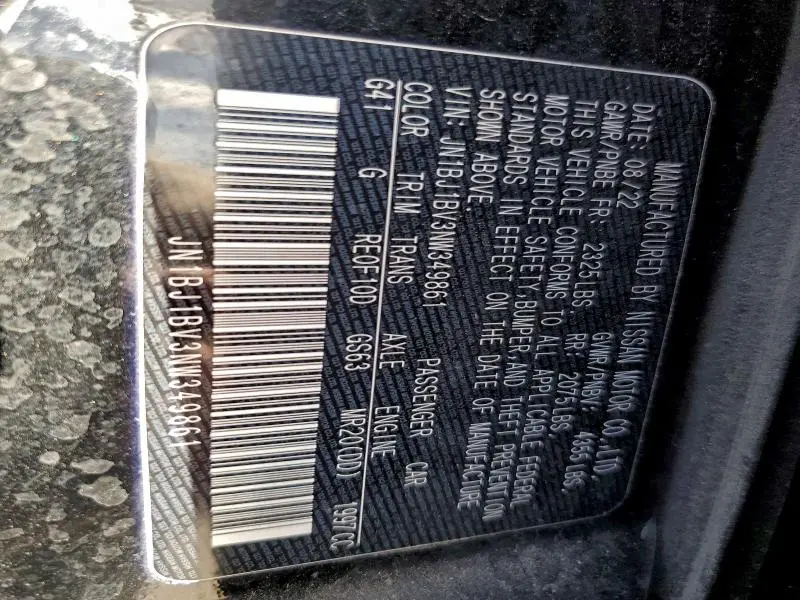 MANUFACTURED BY NISSAN MOTOR CO.,LTD.
DATE: 08/22 GVWR/PNBV: 4365 LBS.
GAWR/PNBE FR: 2325 LBS. RR: 2075 LBS.
THIS VEHICLE CONFORMS TO ALL APPLICABLE FEDERAL
MOTOR VEHICLE SAFETY, BUMPER, AND THEFT PREVENTION
STANDARDS IN EFFECT ON THE DATE OF MANUFACTURE
SHOWN ABOVE.
VIN: JN1BJ1BV3NW349861 PASSENGER CAR
COLOR TRIM TRANS AXLE ENGINE
G41 G RE0F10D GS63 MR20(DD) 1997CC
JN1BJ1BV3NW349861